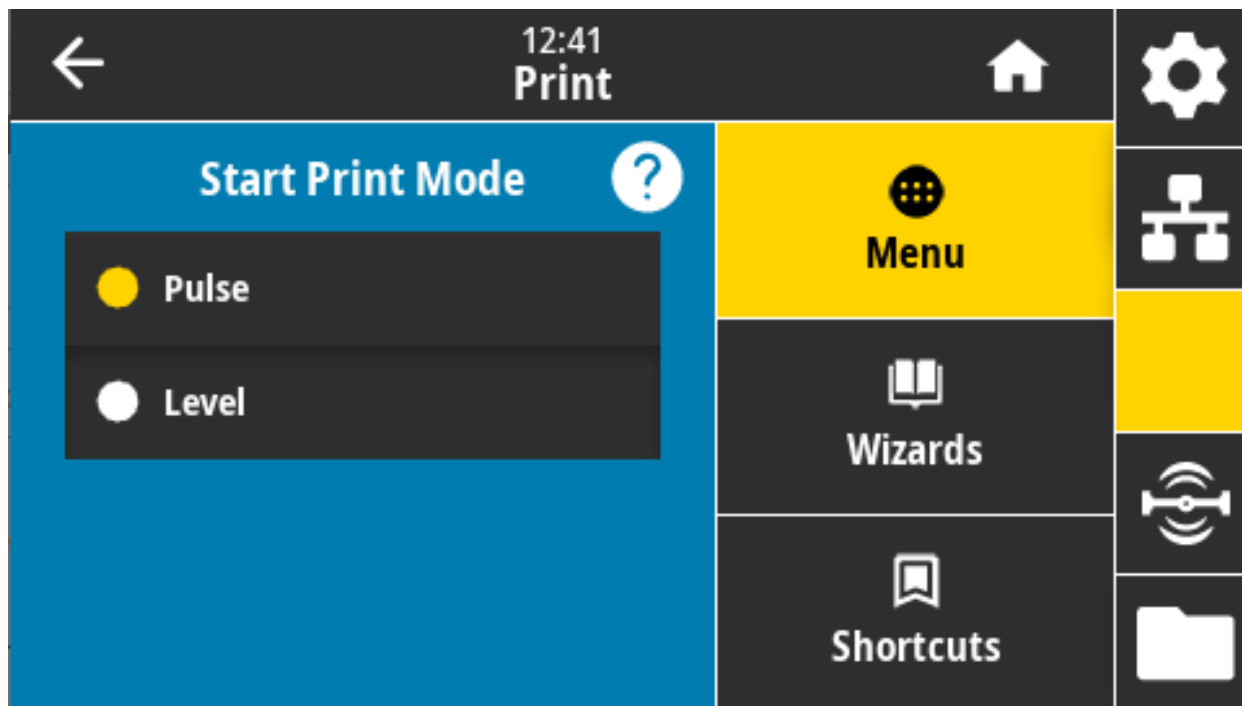 12:41
Print
Start Print Mode
?
Pulse
Level
Menu
Wizards
Shortcuts